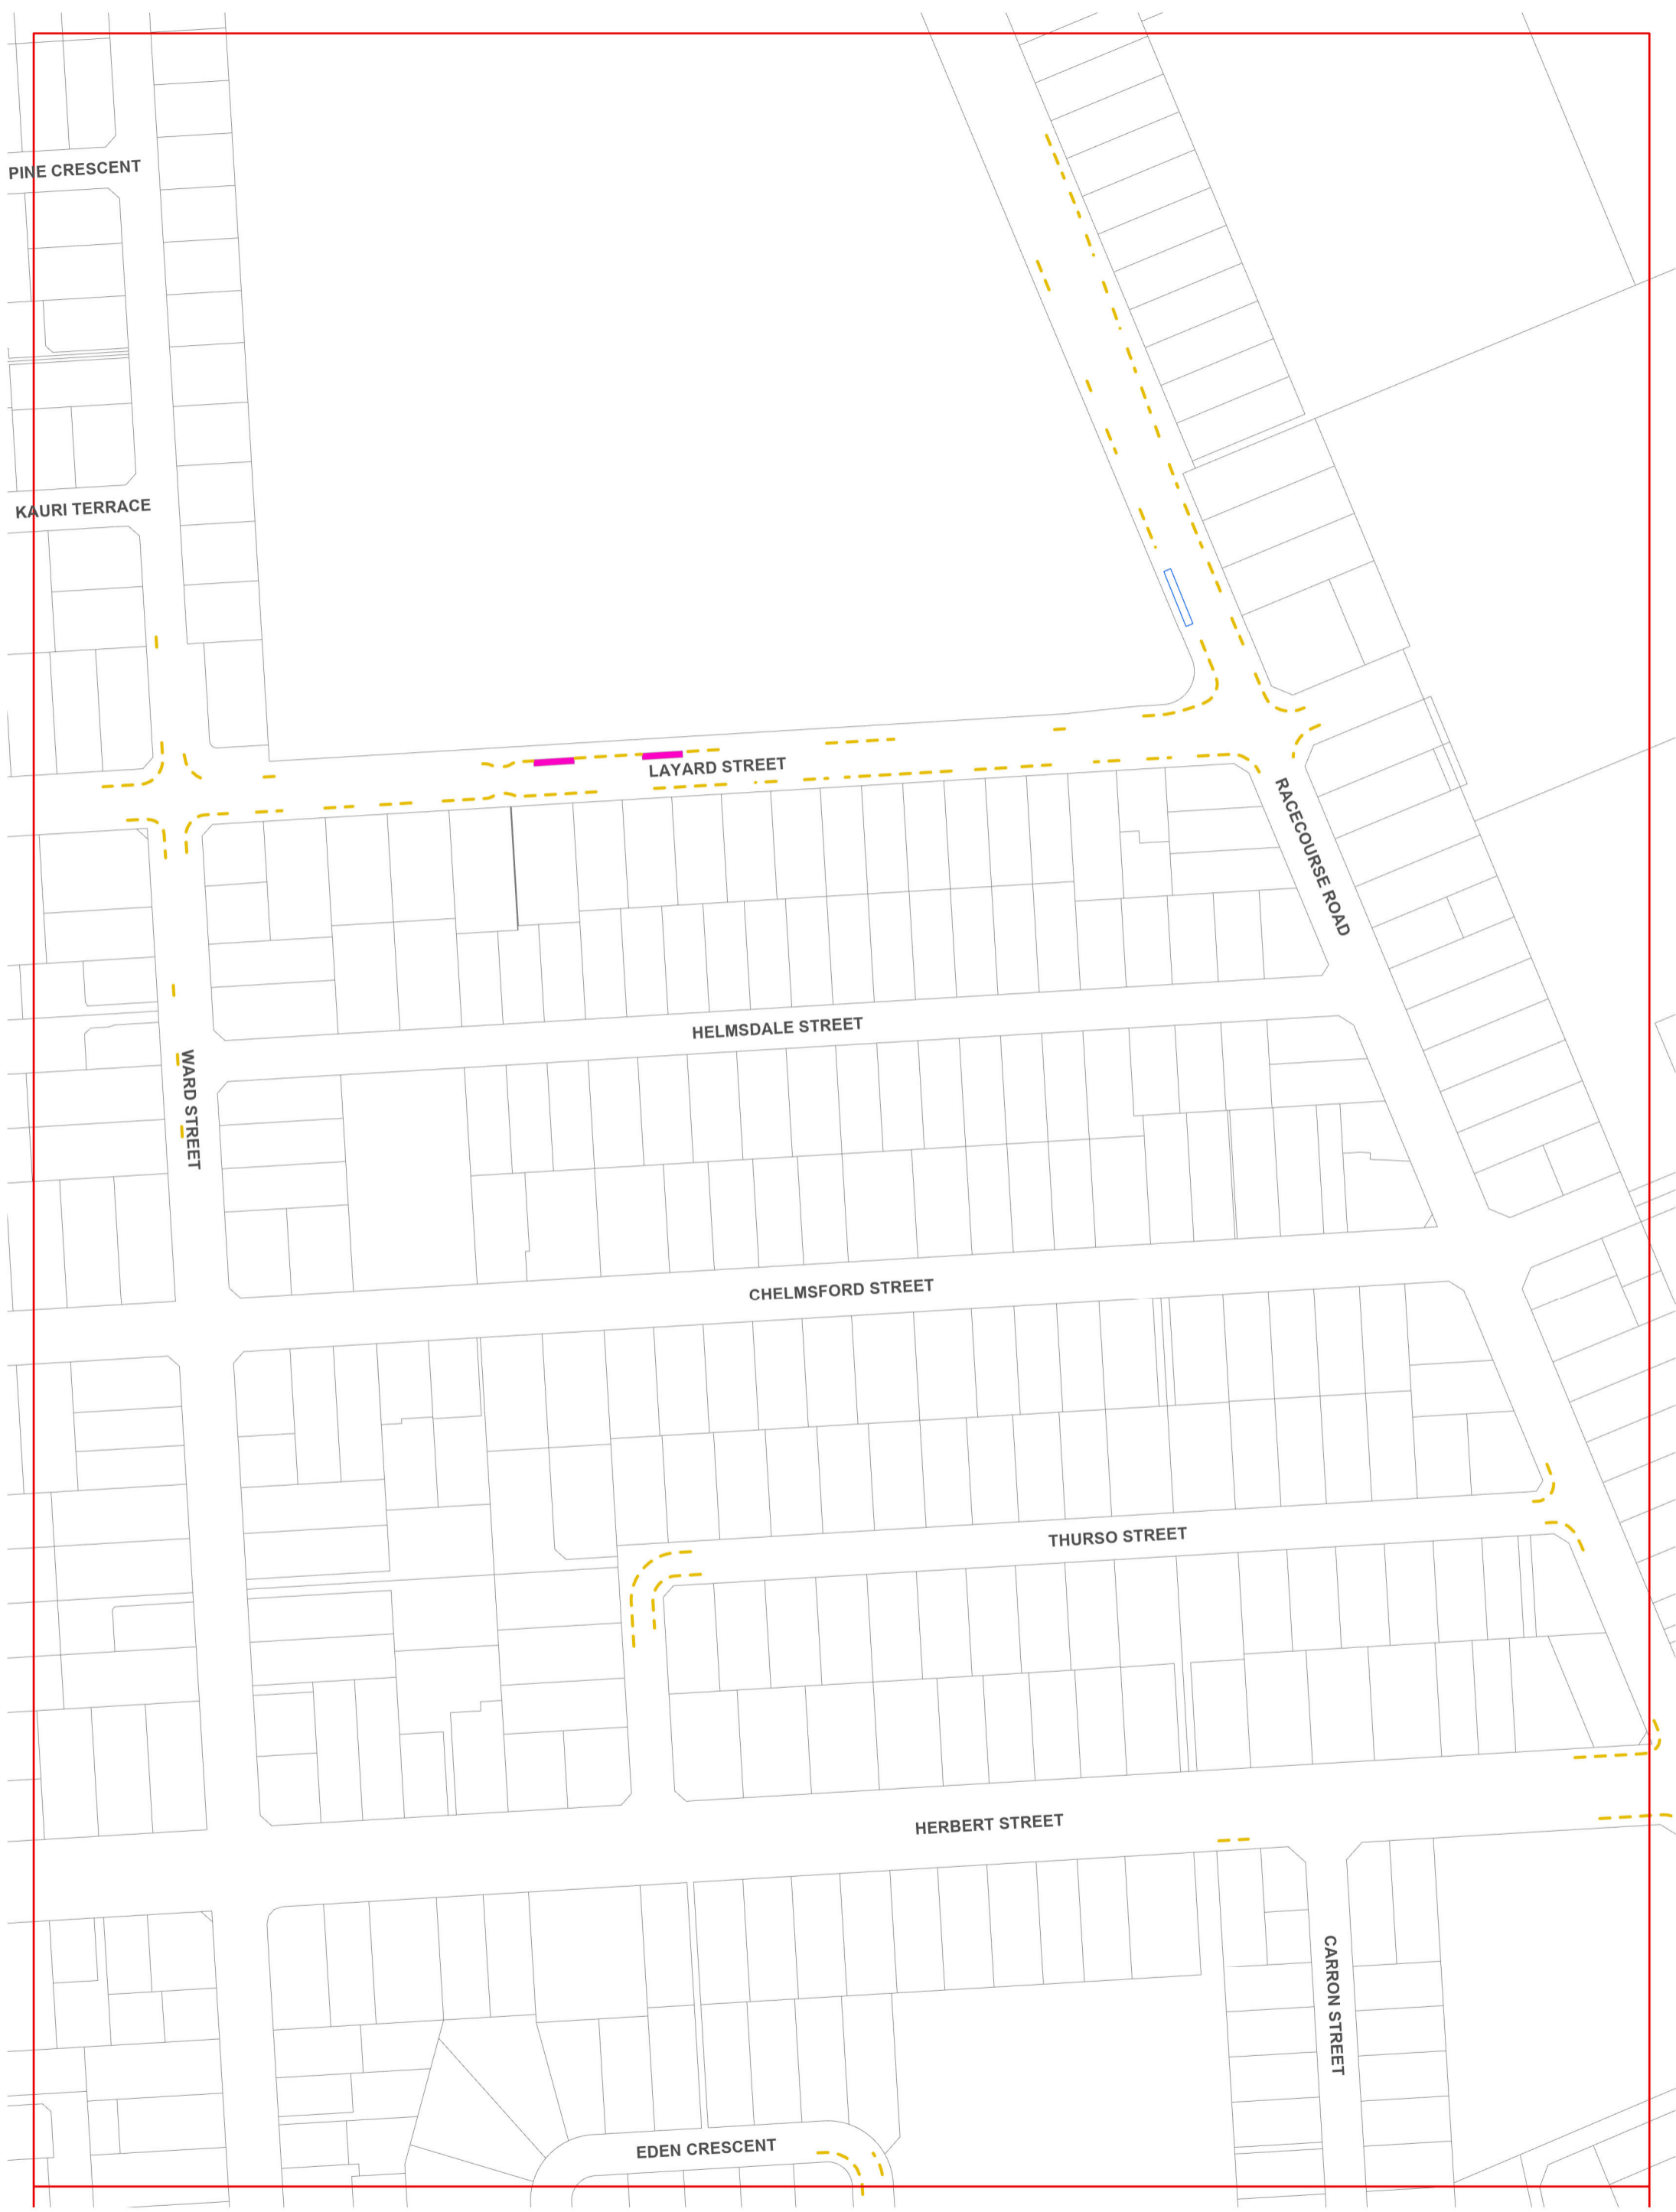 PINE CRESCENT
KAURI TERRACE
LAYARD STREET
RACECOURSE ROAD
HELMSDALE STREET
WARD STREET
CHELMSFORD STREET
THURSO STREET
HERBERT STREET
CARRON STREET
EDEN CRESCENT